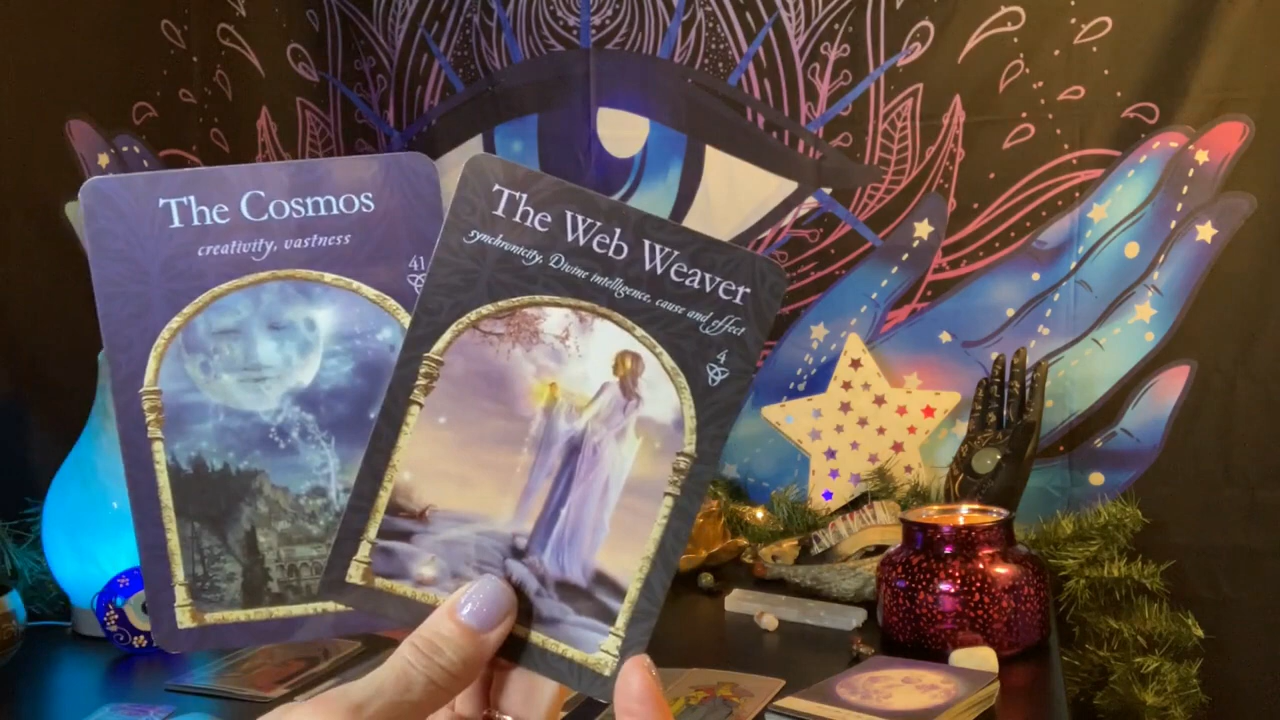 The Cosmos
creativity, vastness
41
The Web Weaver
synchronicity, Divine intelligence, cause and effect
4